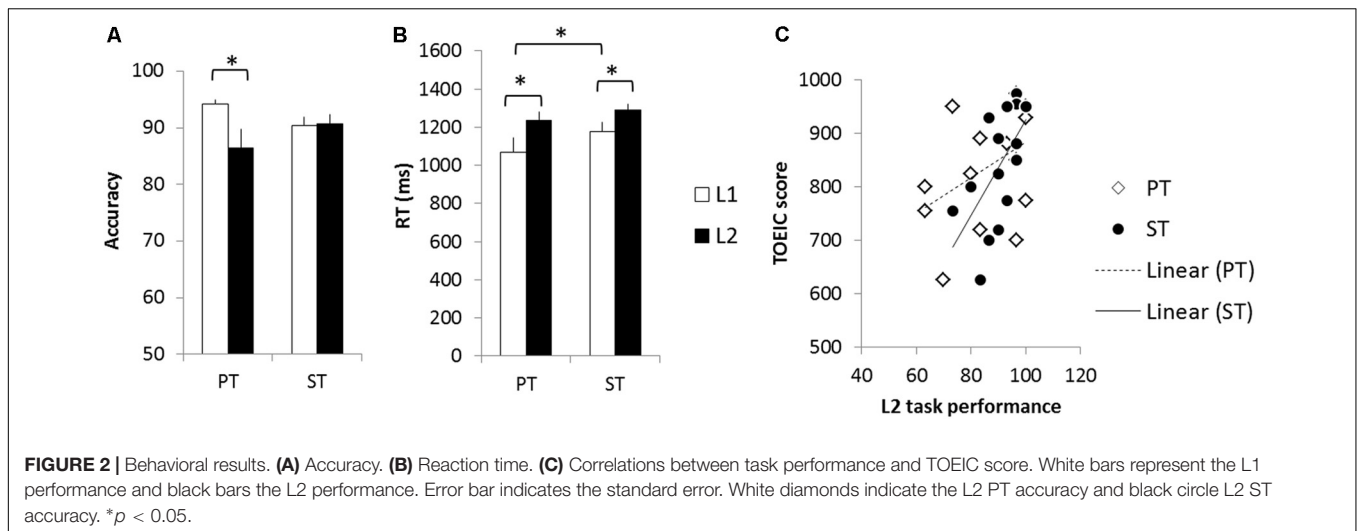 A
*
Accuracy
100
90
80
70
60
50
PT ST
B
*
*
*
RT (ms)
1600
1400
1200
1000
800
600
400
200
0
PT ST
L1
L2
C
TOEIC score
1000
900
800
700
600
500
40 60 80 100 120
L2 task performance
PT
ST
Linear (PT)
Linear (ST)
FIGURE 2 | Behavioral results. (A) Accuracy. (B) Reaction time. (C) Correlations between task performance and TOEIC score. White bars represent the L1
performance and black bars the L2 performance. Error bar indicates the standard error. White diamonds indicate the L2 PT accuracy and black circle L2 ST
accuracy. *p < 0.05.